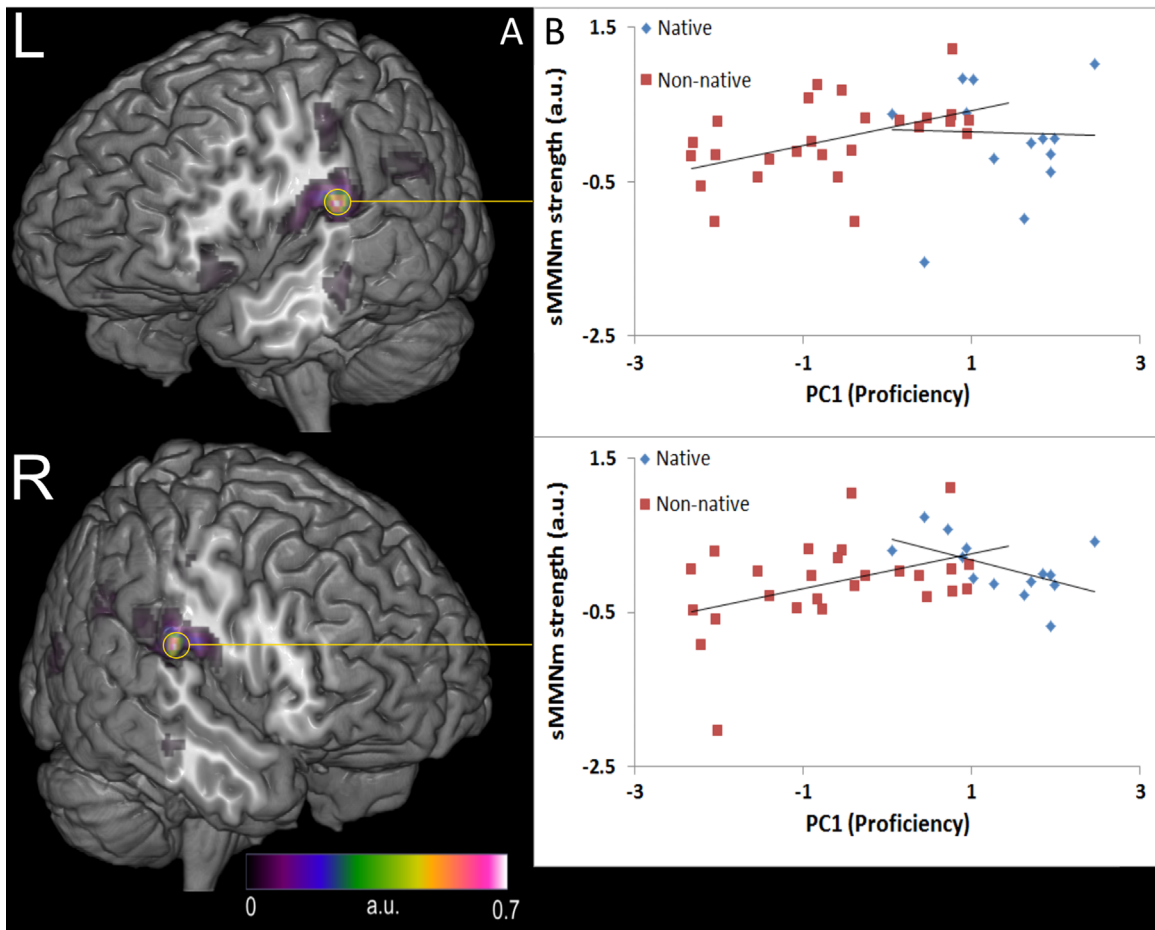 L
A
B
1.5
Native
Non-native
sMMNm strength (a.u.)
-0.5
-2.5
-3
-1
1
3
PC1 (Proficiency)
R
1.5
Native
Non-native
sMMNm strength (a.u.)
-0.5
-2.5
-3
-1
1
3
PC1 (Proficiency)
0
a.u.
0.7